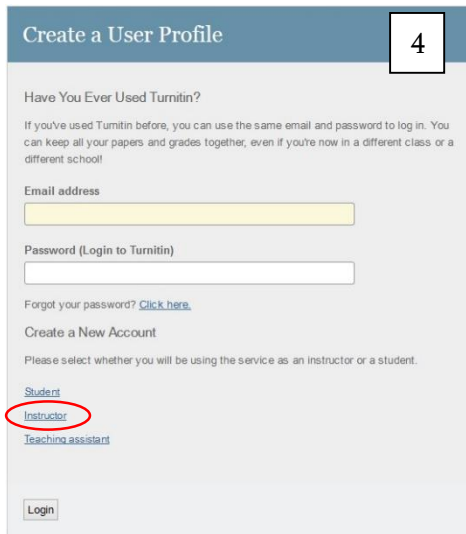 Create a User Profile
4
Have You Ever Used Turnitin?
If you've used Turnitin before, you can use the same email and password to log in. You
can keep all your papers and grades together, even if you're now in a different class or a
different school!
Email address
Password (Login to Turnitin)
Forgot your password? Click here.
Create a New Account
Please select whether you will be using the service as an instructor or a student.
Student
Instructor
Teaching assistant
Login